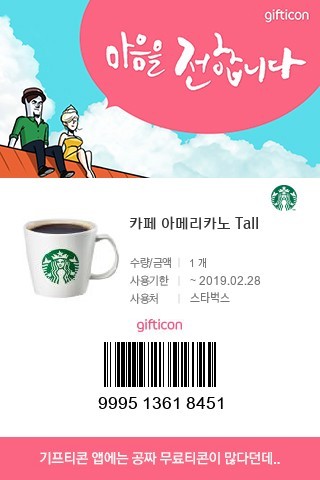 gifticon
마음을 전합니다
카페 아메리카노 Tall
수량/금액 | 1 개
사용기한 | ~ 2019.02.28
사용처 | 스타벅스
gifticon
9995 1361 8451
기프티콘 앱에는 공짜 무료티콘이 많다던데..